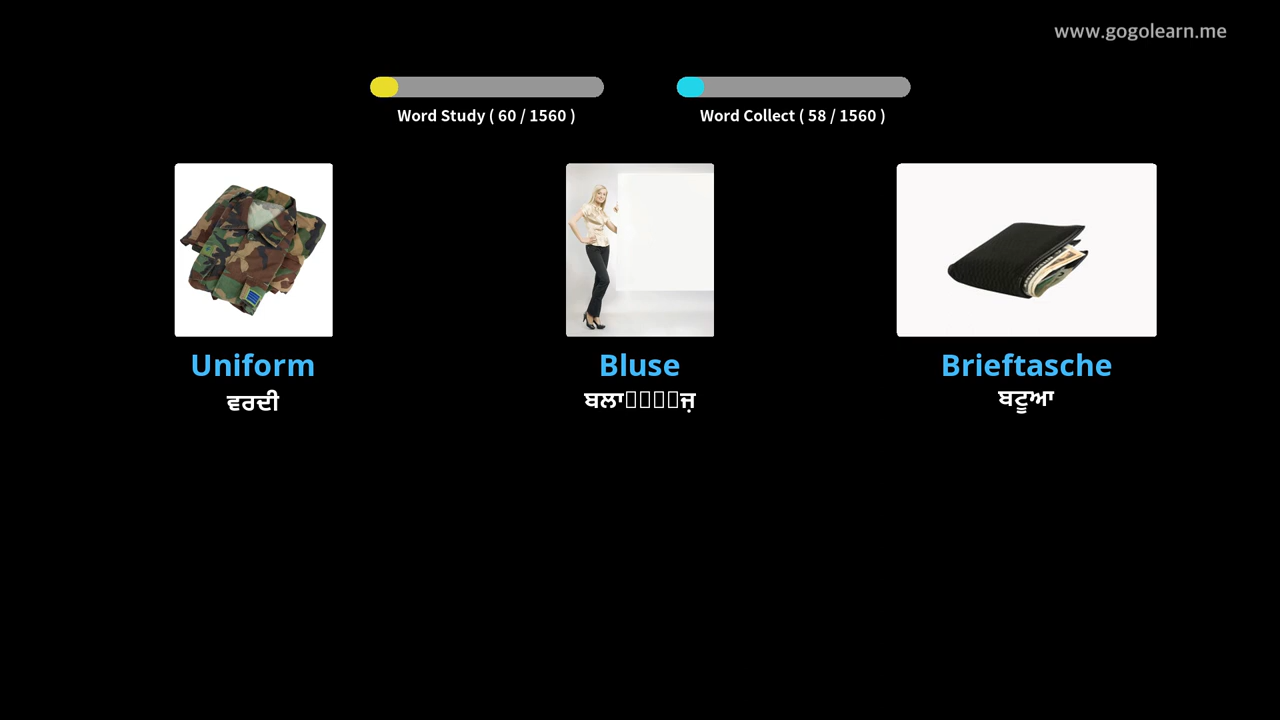 www.gogolearn.me
Word Study ( 60 / 1560 )
Word Collect ( 58 / 1560 )
Uniform
Bluse
Brieftasche
ਵਰਦੀ
ਬਟੂਆ